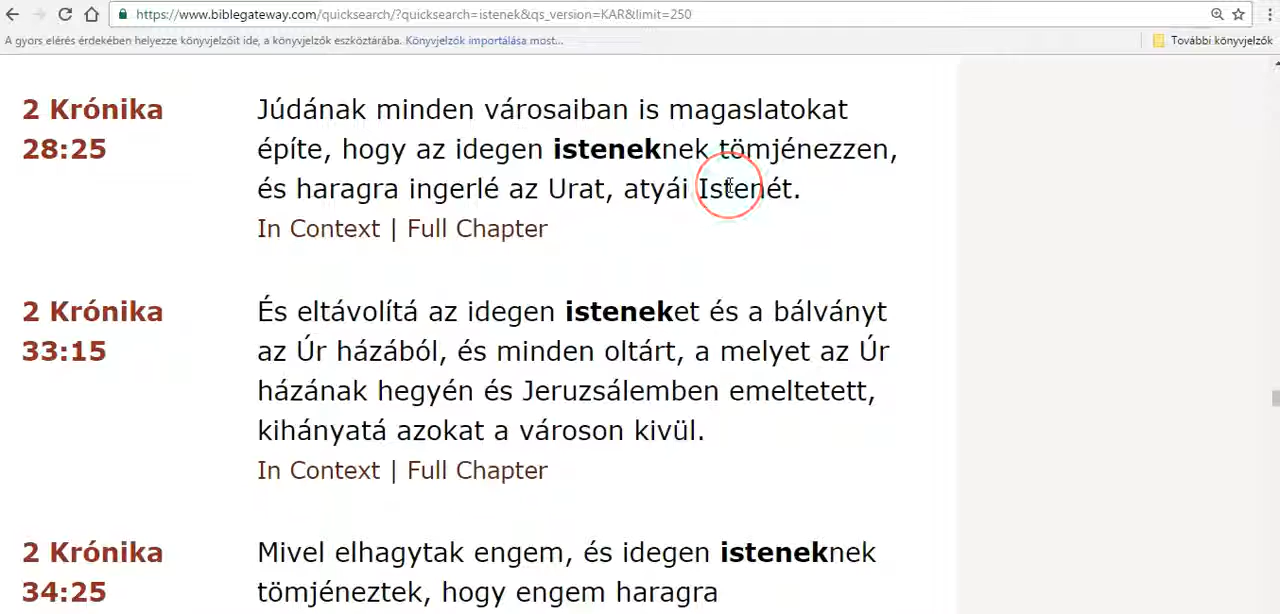 https://www.biblegateway.com/quicksearch/?quicksearch=istenek&qs_version=KAR&limit=250
A gyors elérés érdekében helyezze könyvjelzőit ide, a könyvjelzők eszköztárába. Könyvjelzők importálása most... További könyvjelzők
2 Krónika
28:25
Júdának minden városaiban is magaslatokat
építe, hogy az idegen isteneknek tömjénezzen,
és haragra ingerlé az Urat, atyái Istenét.
In Context | Full Chapter
2 Krónika
33:15
És eltávolítá az idegen isteneket és a bálványt
az Úr házából, és minden oltárt, a melyet az Úr
házának hegyén és Jeruzsálemben emeltetett,
kihányatá azokat a városon kivül.
In Context | Full Chapter
2 Krónika
34:25
Mivel elhagytak engem, és idegen isteneknek
tömjéneztek, hogy engem haragra